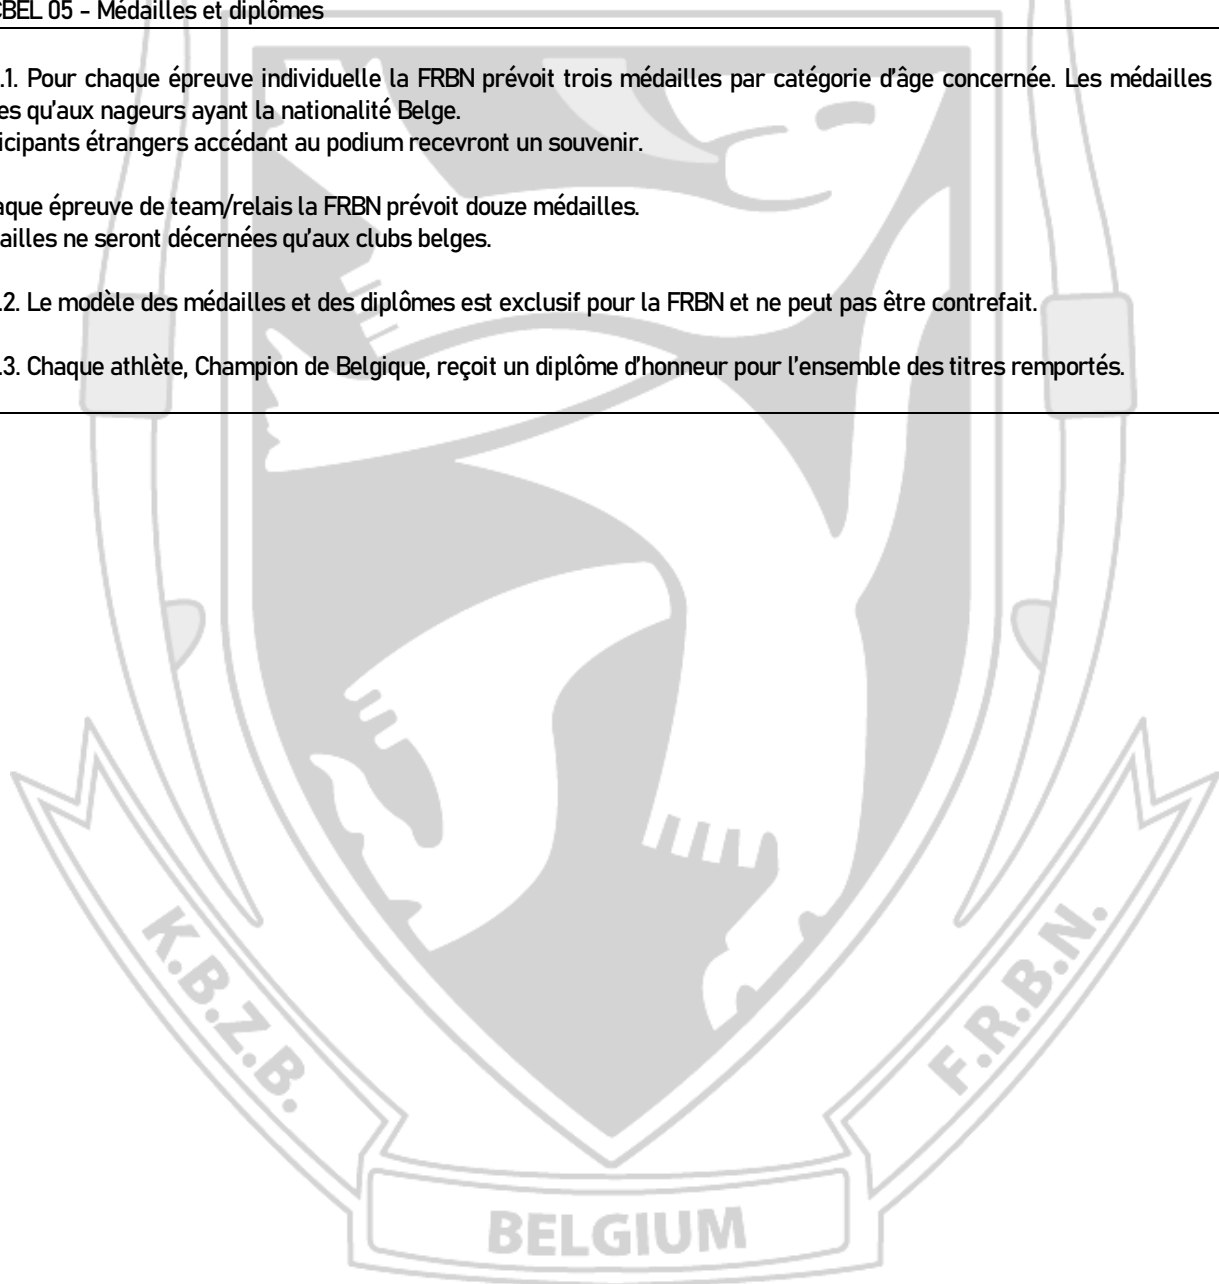 CBEL 05 - Médailles et diplômes
.1. Pour chaque épreuve individuelle la FRBN prévoit trois médailles par catégorie d'âge concernée. Les médailles
es qu'aux nageurs ayant la nationalité Belge.
icipants étrangers accédant au podium recevront un souvenir.
aque épreuve de team/relais la FRBN prévoit douze médailles.
ailles ne seront décernées qu'aux clubs belges.
.2. Le modèle des médailles et des diplômes est exclusif pour la FRBN et ne peut pas être contrefait.
.3. Chaque athlète, Champion de Belgique, reçoit un diplôme d'honneur pour l'ensemble des titres remportés.
K.B.Z.B.
F.R.B.N.
BELGIUM